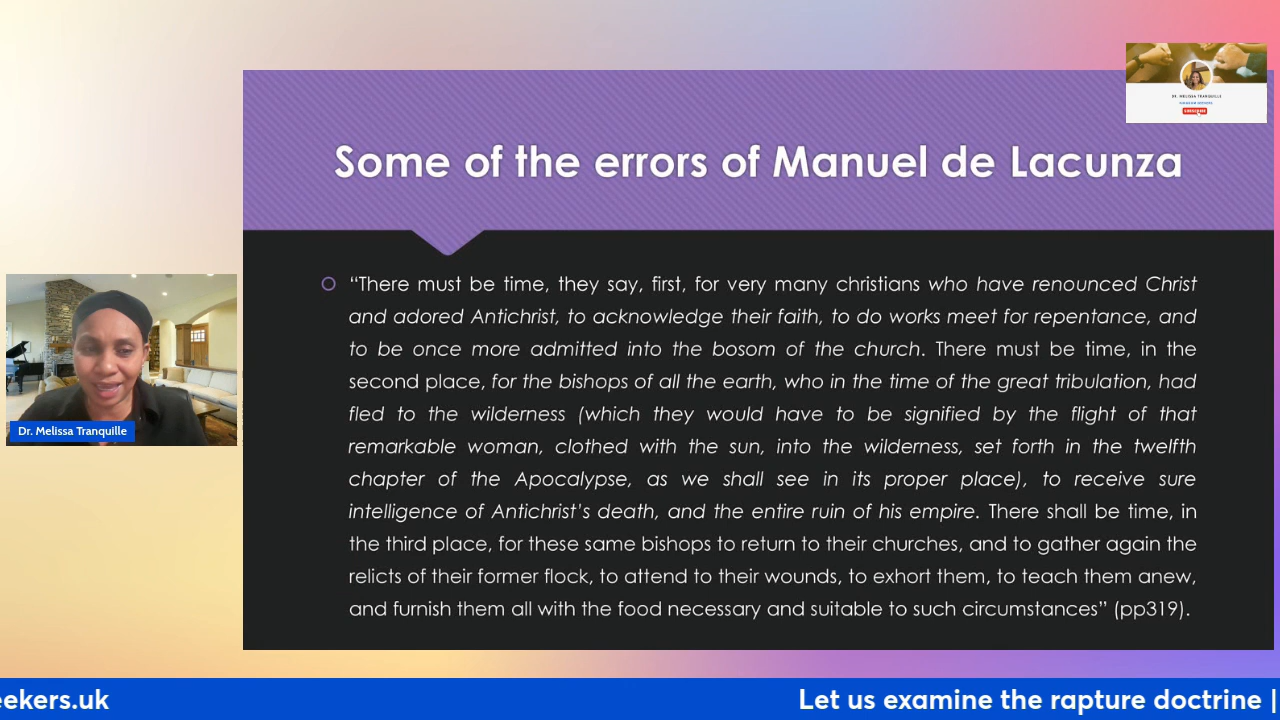 DR. MELISSA TRANQUILLE
SUBSCRIBE
Some of the errors of Manuel de Lacunza
“There must be time, they say, first, for very many christians who have renounced Christ
and adored Antichrist, to acknowledge their faith, to do works meet for repentance, and
to be once more admitted into the bosom of the church. There must be time, in the
second place, for the bishops of all the earth, who in the time of the great tribulation, had
fled to the wilderness (which they would have to be signified by the flight of that
remarkable woman, clothed with the sun, into the wilderness, set forth in the twelfth
chapter of the Apocalypse, as we shall see in its proper place), to receive sure
intelligence of Antichrist’s death, and the entire ruin of his empire. There shall be time, in
the third place, for these same bishops to return to their churches, and to gather again the
relicts of their former flock, to attend to their wounds, to exhort them, to teach them anew,
and furnish them all with the food necessary and suitable to such circumstances” (pp319).
Dr. Melissa Tranquille
eekers.uk
Let us examine the rapture doctrine |